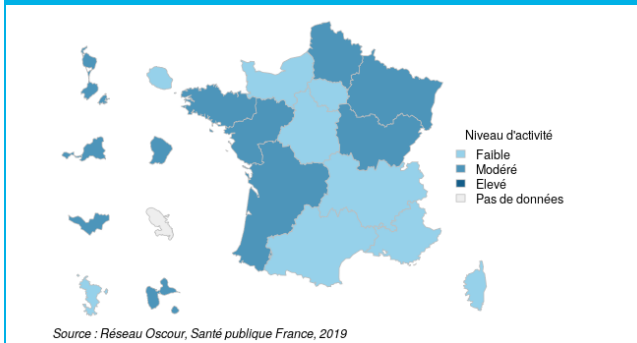 Niveau d'activité
Faible
Modéré
Elevé
Pas de données
Source : Réseau Oscour, Santé publique France, 2019